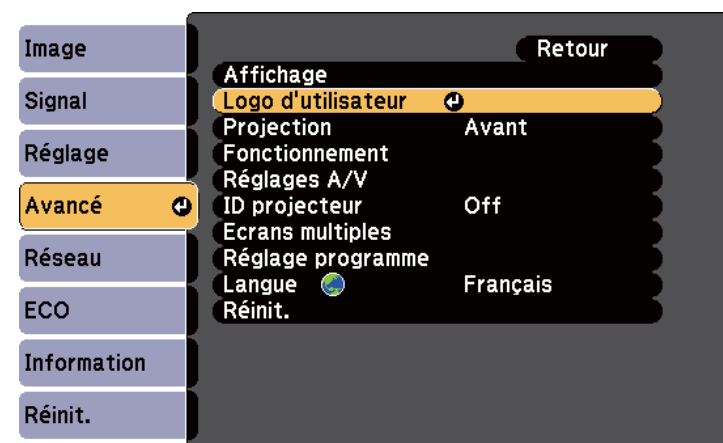 Image
Signal
Réglage
Avancé
Réseau
ECO
Information
Réinit.
Retour
Affichage
Logo d'utilisateur
Projection Avant
Fonctionnement
Réglages A/V
ID projecteur Off
Ecrans multiples
Réglage programme
Langue Français
Réinit.